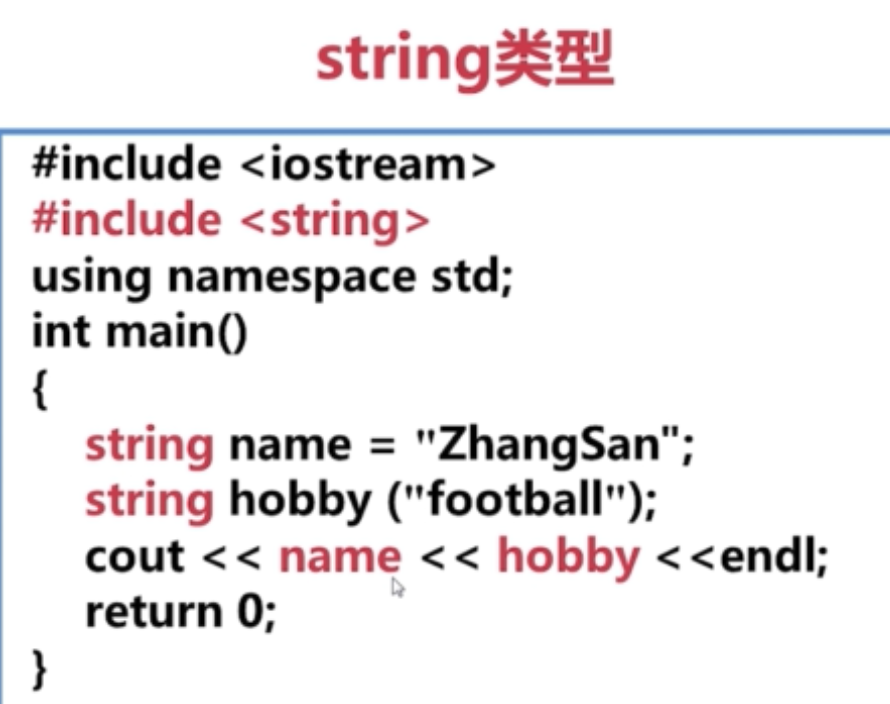 string类型
#include <iostream>
#include <string>
using namespace std;
int main()
{
string name = "ZhangSan";
string hobby ("football");
cout << name << hobby <<endl;
return 0;
}